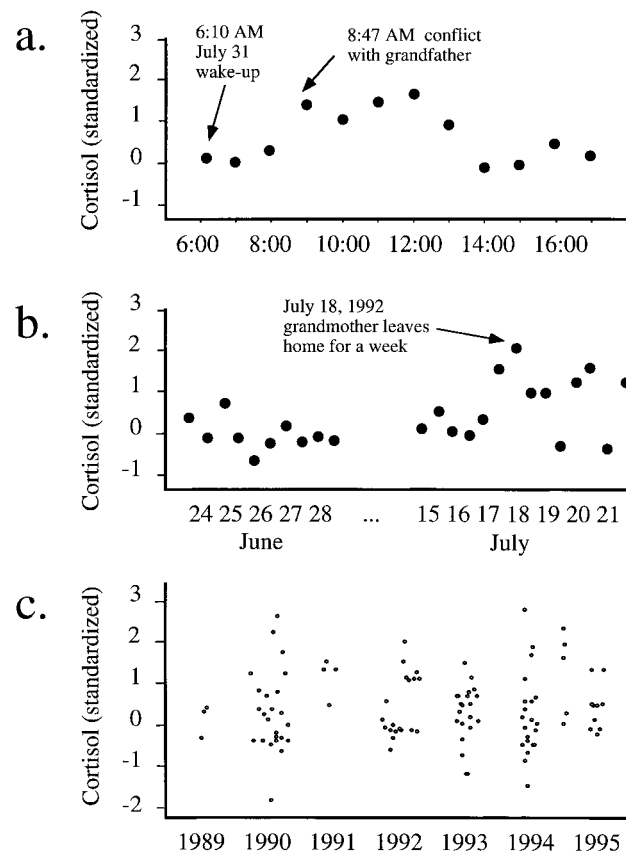 a.
Cortisol (standardized)
3
2
1
0
-1
6:10 AM
July 31
wake-up
8:47 AM conflict
with grandfather
6:00 8:00 10:00 12:00 14:00 16:00
b.
Cortisol (standardized)
3
2
1
0
-1
July 18, 1992
grandmother leaves
home for a week
24 25 26 27 28 ... 15 16 17 18 19 20 21
June July
c.
Cortisol (standardized)
3
2
1
0
-1
-2
1989 1990 1991 1992 1993 1994 1995